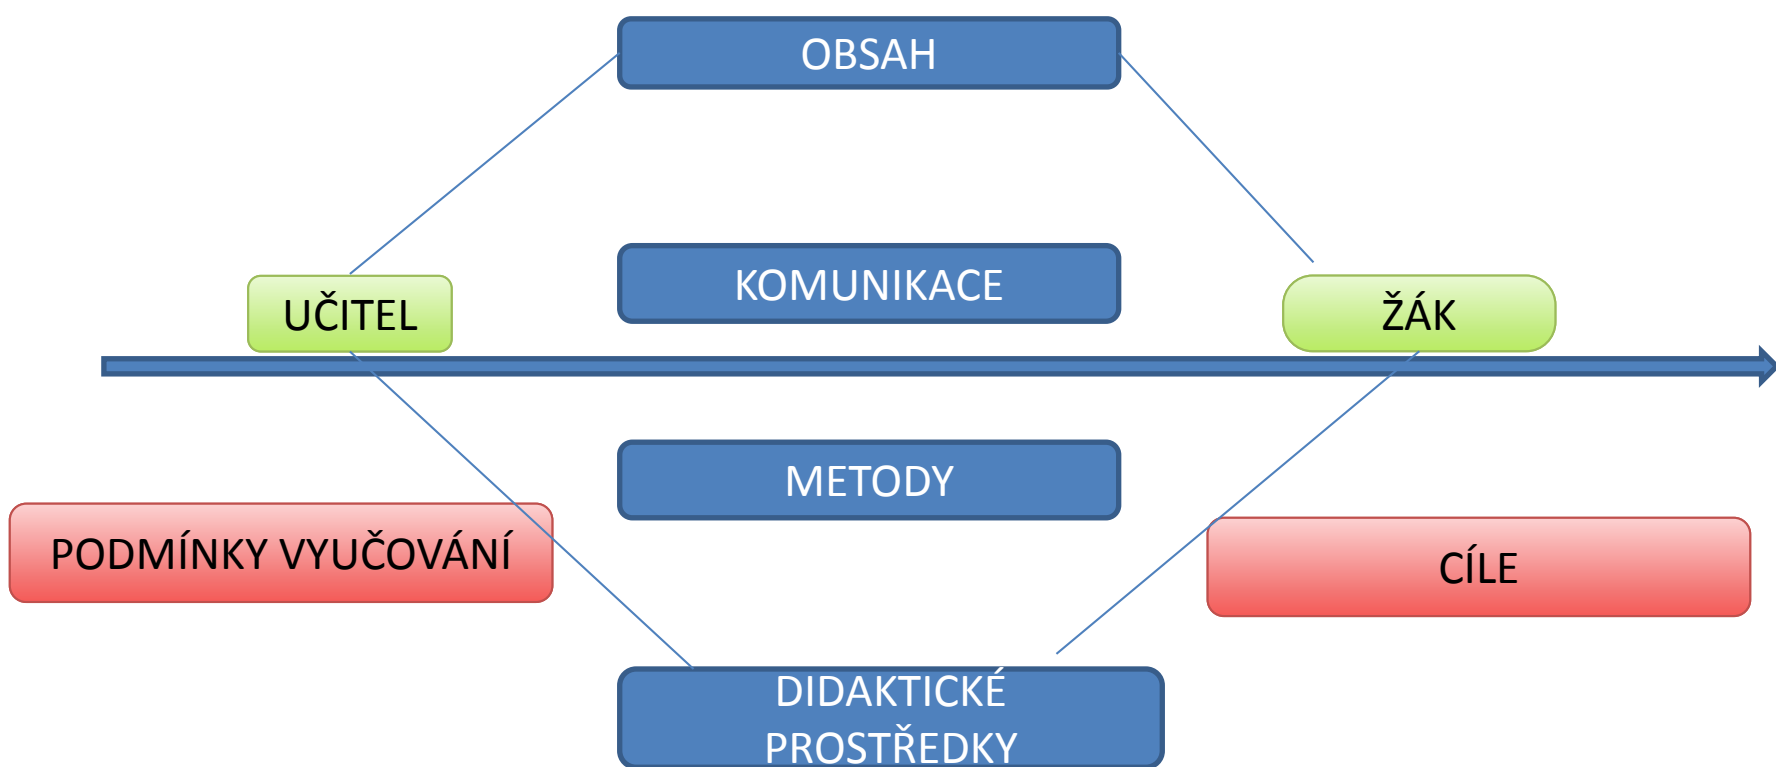 OBSAH
KOMUNIKACE
UČITEL
ŽÁK
METODY
PODMÍNKY VYUČOVÁNÍ
CÍLE
DIDAKTICKÉ
PROSTŘEDKY